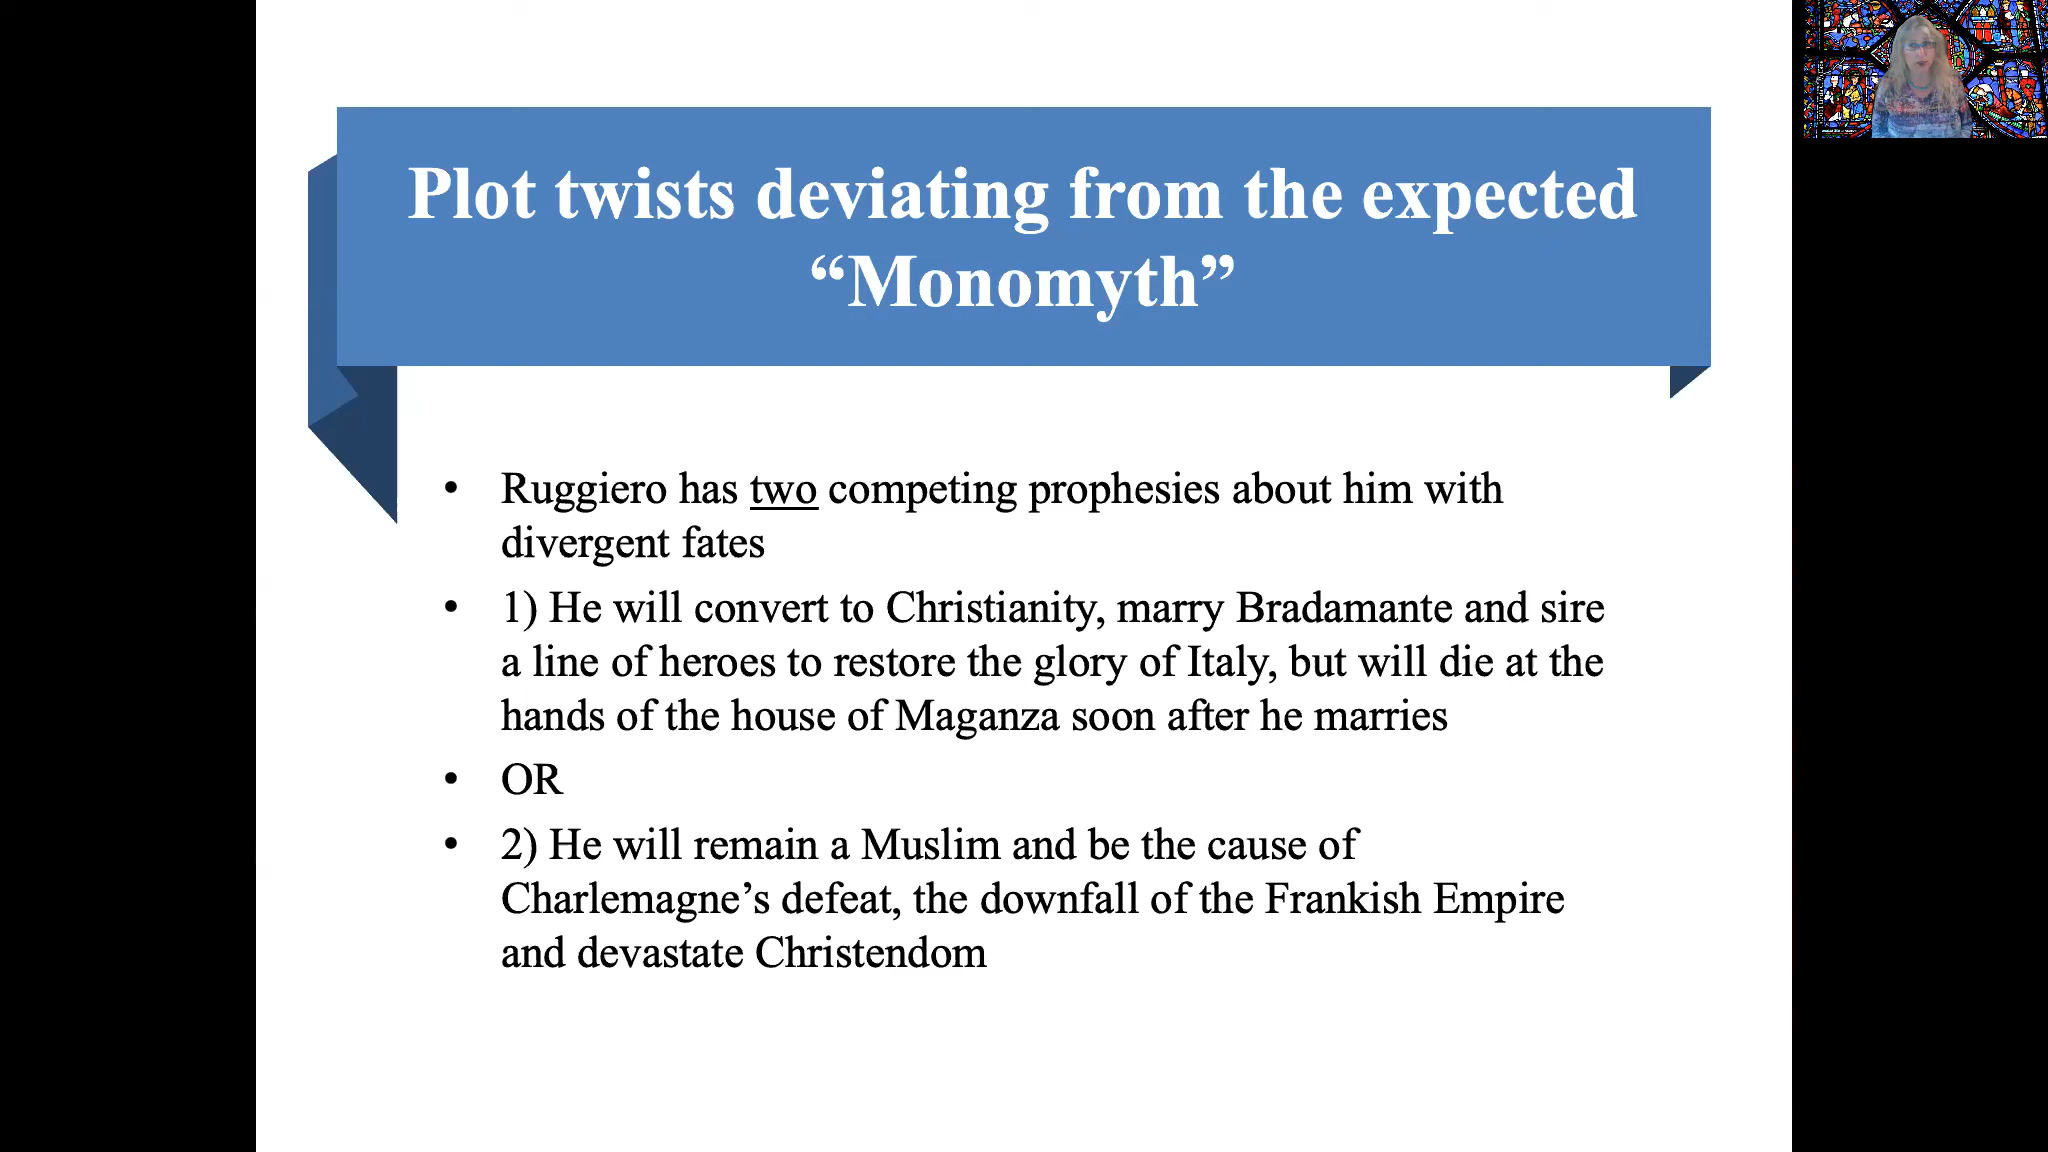 Plot twists deviating from the expected
“Monomyth”
• Ruggiero has two competing prophesies about him with
divergent fates
• 1) He will convert to Christianity, marry Bradamante and sire
a line of heroes to restore the glory of Italy, but will die at the
hands of the house of Maganza soon after he marries
• OR
• 2) He will remain a Muslim and be the cause of
Charlemagne’s defeat, the downfall of the Frankish Empire
and devastate Christendom